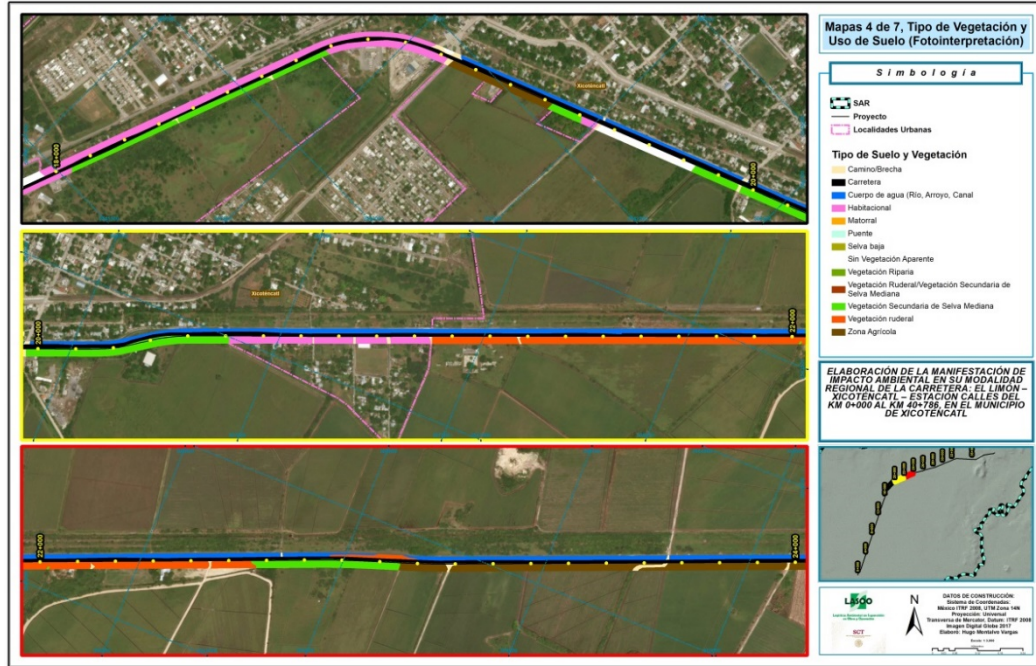 Mapas 4 de 7, Tipo de Vegetación y
Uso de Suelo (Fotointerpretación)
Simbología
SAR
Proyecto
Localidades Urbanas
Tipo de Suelo y Vegetación
Camino/Brecha
Carretera
Cuerpo de agua (Río, Arroyo, Canal
Habitacional
Matorral
Puente
Selva baja
Sin Vegetación Aparente
Vegetación Riparia
Vegetación Ruderal/Vegetación Secundaria de
Selva Mediana
Vegetación Secundaria de Selva Mediana
Vegetación ruderal
Zona Agrícola
ELABORACIÓN DE LA MANIFESTACIÓN DE
IMPACTO AMBIENTAL EN SU MODALIDAD
REGIONAL DE LA CARRETERA: EL LIMÓN –
XICOTÉNCATL – ESTACIÓN CALLES DEL
KM 0+000 AL KM 40+786, EN EL MUNICIPIO
DE XICOTÉNCATL
Xicoténcatl
18+000
20+000
Xicoténcatl
20+000
22+000
22+000
24+000
LASDO
SCT
N
DATOS DE CONSTRUCCIÓN:
Sistema de Coordenadas:
México ITRF 2008, UTM Zona 14N
Proyección: Universal
Transversa de Mercator, Datum: ITRF 2008
Imagen Digital Globe 2017
Elaboró: Hugo Montalvo Vargas